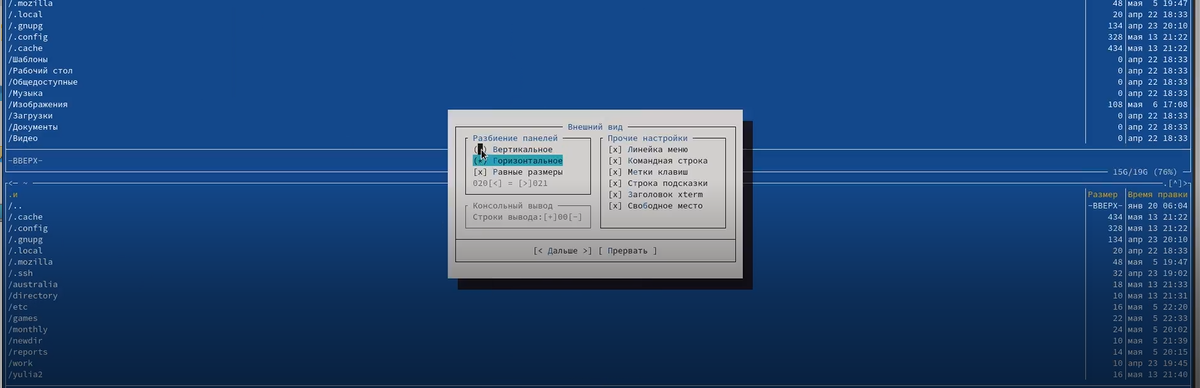 /.mozilla 48 мая 5 19:47
/.local 20 апр 22 18:33
/.gnupg 134 апр 23 20:10
/.config 328 мая 13 21:22
/.cache 434 мая 13 21:22
/Шаблоны 0 апр 22 18:33
/Рабочий стол 0 апр 22 18:33
/Общедоступные 0 апр 22 18:33
/Музыка 0 апр 22 18:33
/Изображения 108 мая 6 17:08
/Загрузки 0 апр 22 18:33
/Документы 0 апр 22 18:33
/Видео 0 апр 22 18:33
-ВВЕРХ-
15G/19G (76%)
Внешний вид
Разбиение панелей
Вертикальное
Горизонтальное
[x] Равные размеры
020[<] = [>]021
Консольный вывод
Строки вывода:[+]00[-]
Прочие настройки
[x] Линейка меню
[x] Командная строка
[x] Метки клавиш
[x] Строка подсказки
[x] Заголовок xterm
[x] Свободное место
[< Дальше >] [ Прервать ]
<- ~ .[^]>
.и Размер Время правки
/.. -ВВЕРХ- янв 20 06:04
/.cache 434 мая 13 21:22
/.config 328 мая 13 21:22
/.gnupg 134 апр 23 20:10
/.local 20 апр 22 18:33
/.mozilla 48 мая 5 19:47
/.ssh 32 апр 23 19:02
/australia 18 мая 13 21:33
/directory 10 мая 13 21:31
/etc 16 мая 5 22:20
/games 22 мая 5 22:33
/monthly 24 мая 5 20:02
/newdir 10 мая 5 21:39
/reports 14 мая 5 20:15
/work 10 апр 23 19:45
/yulia2 16 мая 13 21:40